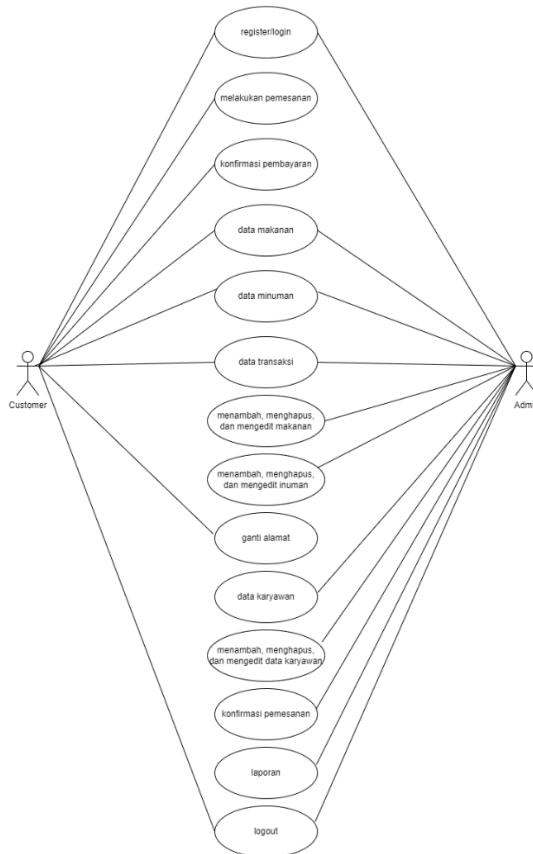 register/login
melakukan pemesanan
konfirmasi pembayaran
data makanan
data minuman
data transaksi
Customer
Admi
menambah, menghapus,
dan mengedit makanan
menambah, menghapus,
dan mengedit inuman
ganti alamat
data karyawan
menambah, menghapus,
dan mengedit data karyawan
konfirmasi pemesanan
laporan
logout